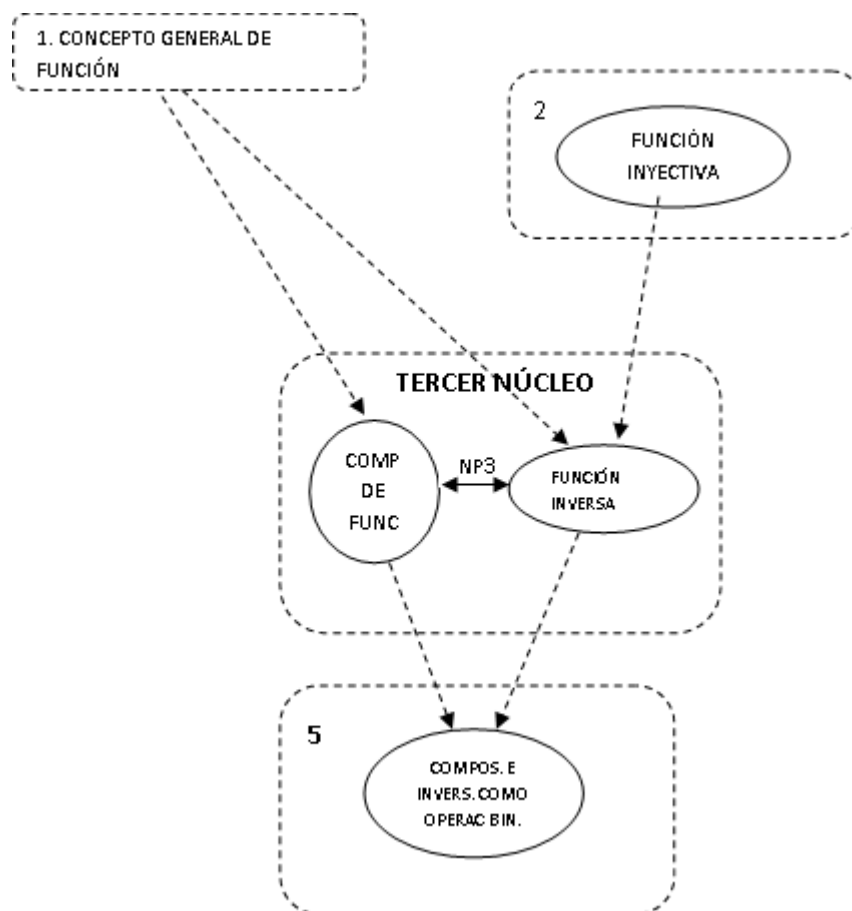 1. CONCEPTO GENERAL DE
FUNCIÓN
2
FUNCIÓN
INYECTIVA
TERCER NÚCLEO
COMP
DE
FUNC
NP3
FUNCIÓN
INVERSA
5
COMPOS. E
INVERS.COMO
OPERAC BIN.